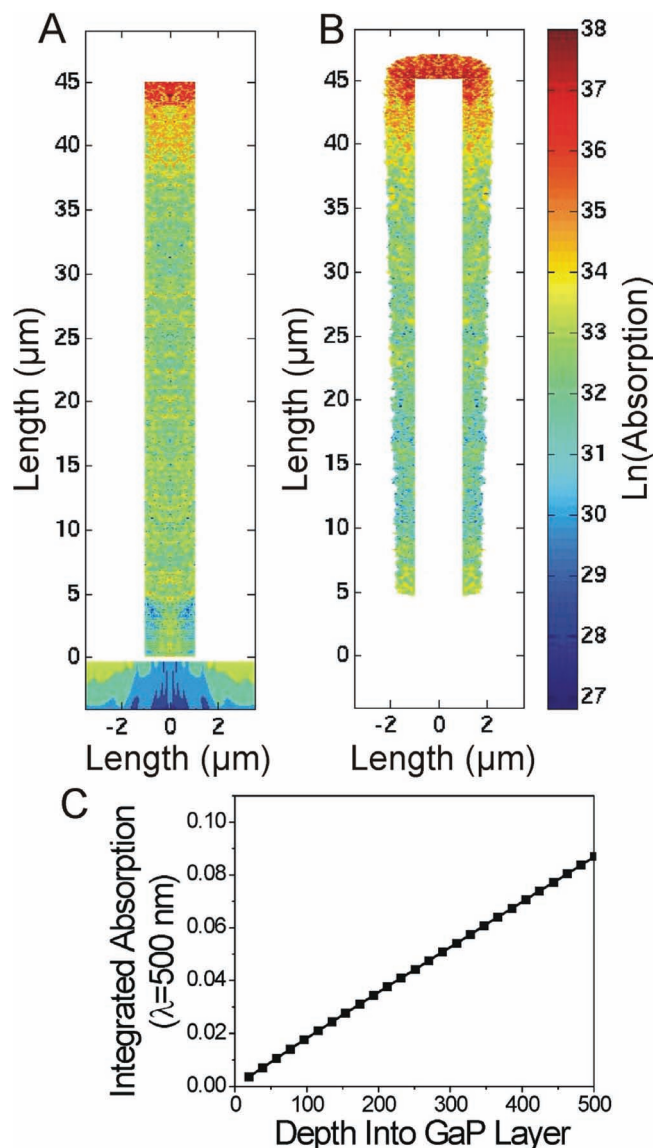 A
B
45
40
35
30
25
20
15
10
5
0
Length (µm)
-2 0 2
Length (µm)
45
40
35
30
25
20
15
10
5
0
Length (µm)
-2 0 2
Length (µm)
38
37
36
35
34
33
32
31
30
29
28
27
Ln(Absorption)
C
0.10
0.08
0.06
0.04
0.02
0.00
Integrated Absorption
(λ=500 nm)
0 100 200 300 400 500
Depth Into GaP Layer